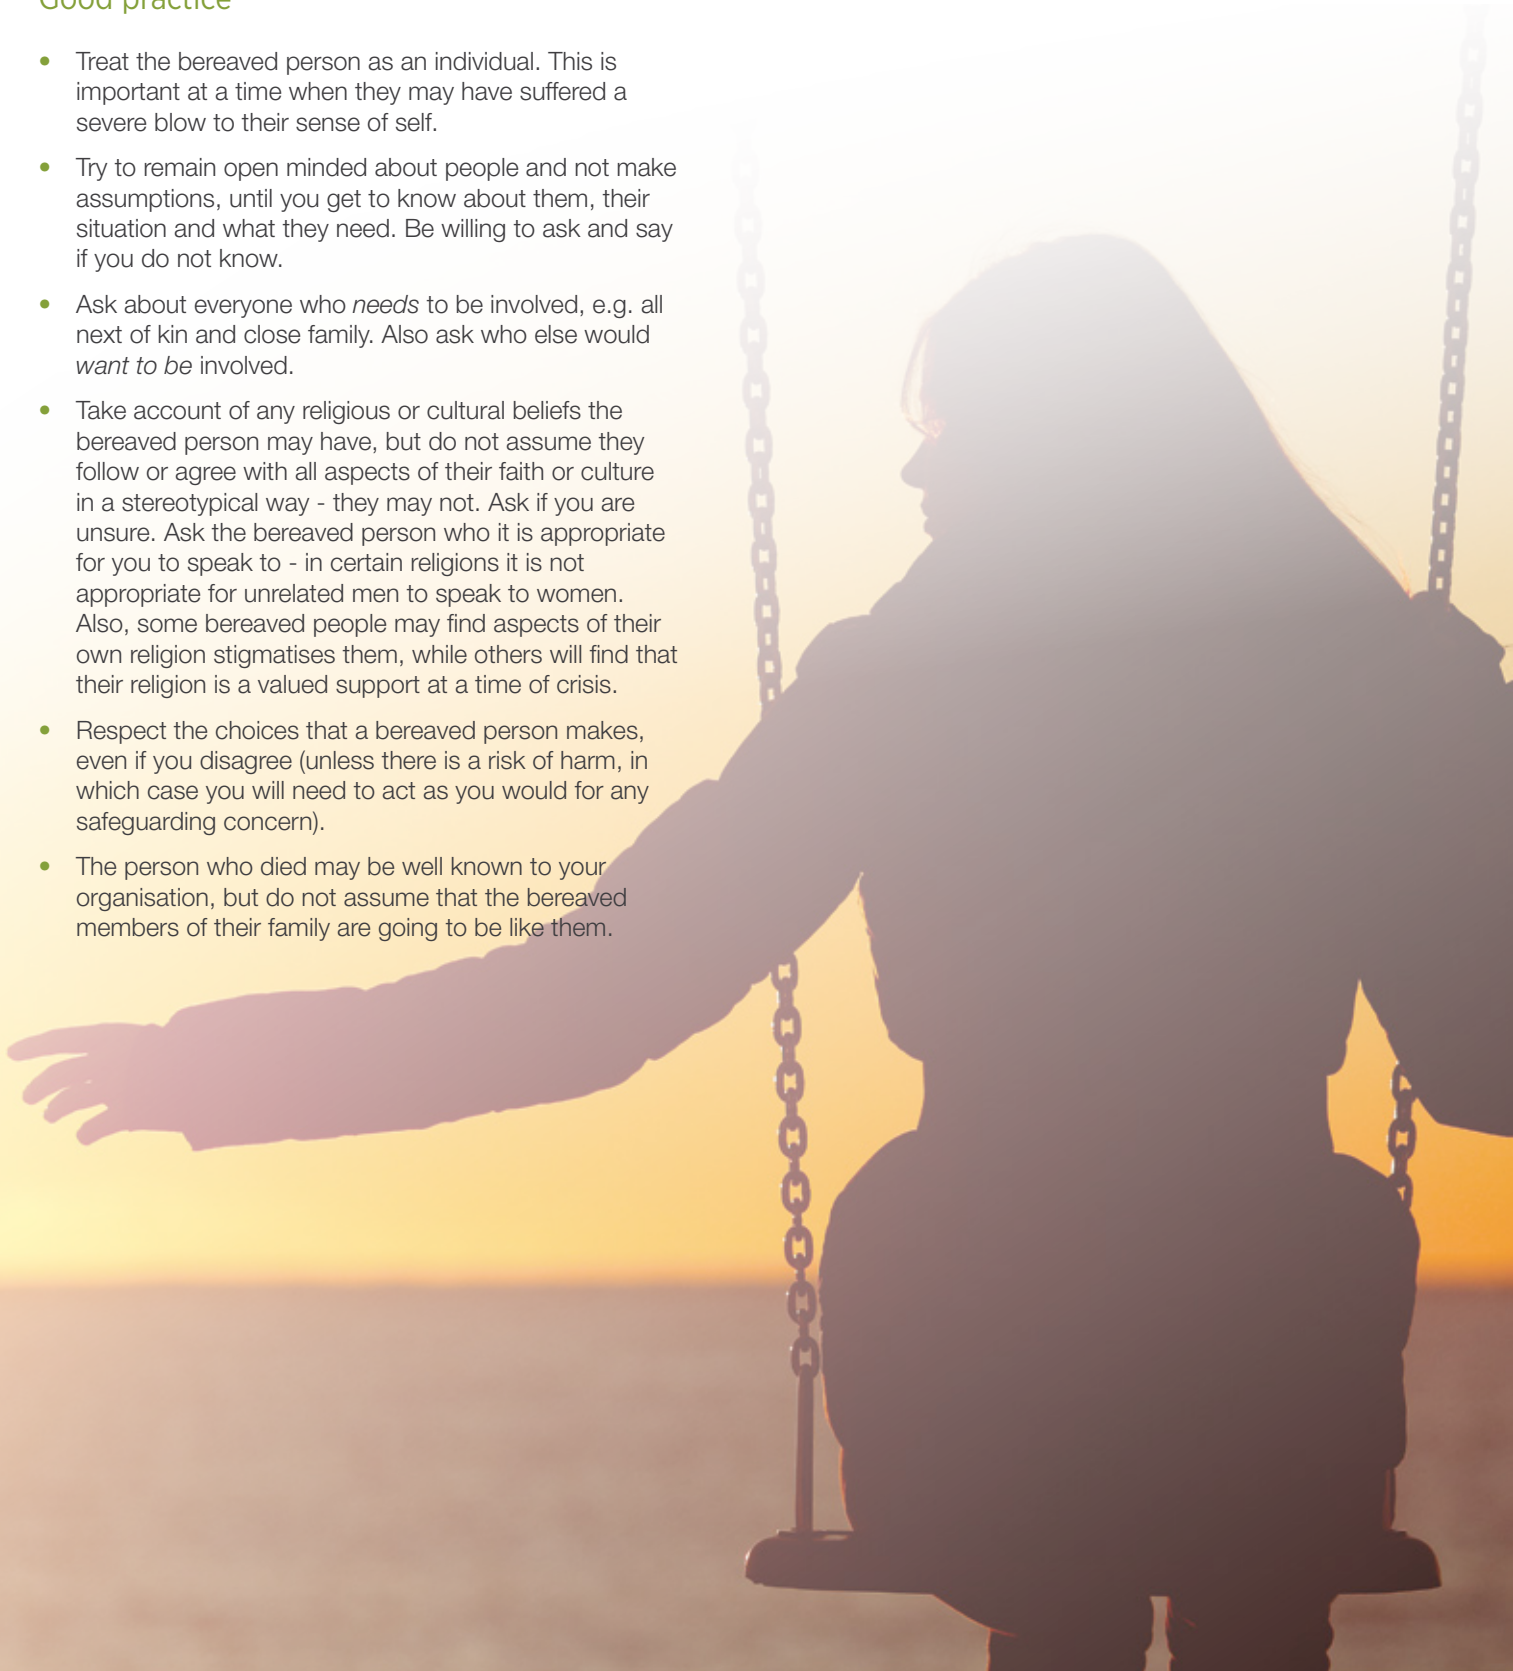 Good practice
• Treat the bereaved person as an individual. This is
important at a time when they may have suffered a
severe blow to their sense of self.
• Try to remain open minded about people and not make
assumptions, until you get to know about them, their
situation and what they need. Be willing to ask and say
if you do not know.
• Ask about everyone who needs to be involved, e.g. all
next of kin and close family. Also ask who else would
want to be involved.
• Take account of any religious or cultural beliefs the
bereaved person may have, but do not assume they
follow or agree with all aspects of their faith or culture
in a stereotypical way - they may not. Ask if you are
unsure. Ask the bereaved person who it is appropriate
for you to speak to - in certain religions it is not
appropriate for unrelated men to speak to women.
Also, some bereaved people may find aspects of their
own religion stigmatises them, while others will find that
their religion is a valued support at a time of crisis.
• Respect the choices that a bereaved person makes,
even if you disagree (unless there is a risk of harm, in
which case you will need to act as you would for any
safeguarding concern).
• The person who died may be well known to your
organisation, but do not assume that the bereaved
members of their family are going to be like them.